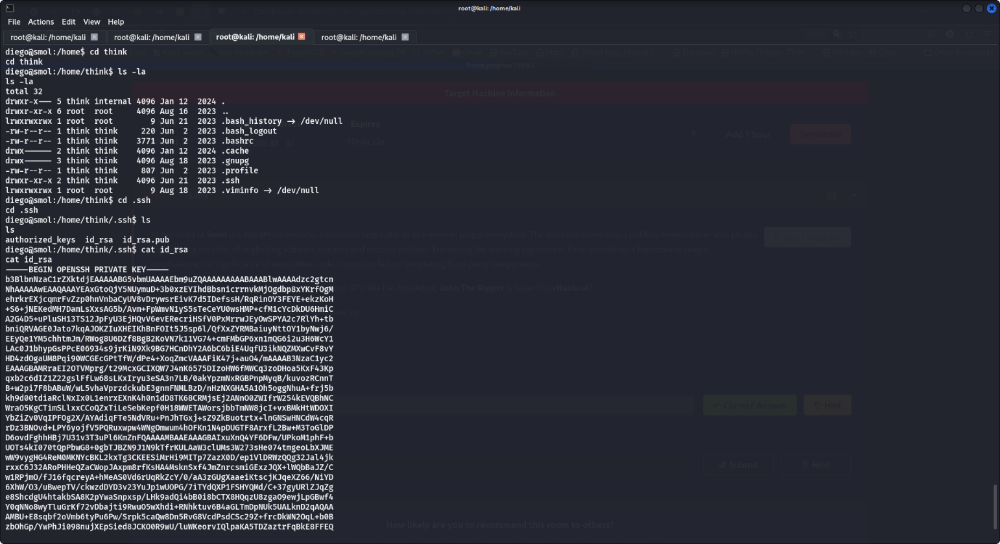 root@kali: /home/kali
File Actions Edit View Help
root@kali: /home/kali root@kali: /home/kali root@kali: /home/kali root@kali: /home/kali
diego@smol:/home$ cd think
cd think
diego@smol:/home/think$ ls -la
ls -la
total 32
drwxr-x--- 5 think internal 4096 Jan 12 2024 .
drwxr-xr-x 6 root root 4096 Aug 16 2023 ..
lrwxrwxrwx 1 root root 9 Jun 21 2023 .bash_history -> /dev/null
-rw-r--r-- 1 think think 220 Jun 2 2023 .bash_logout
-rw-r--r-- 1 think think 3771 Jun 2 2023 .bashrc
drwx------ 2 think think 4096 Jan 12 2024 .cache
drwx------ 3 think think 4096 Aug 18 2023 .gnupg
-rw-r--r-- 1 think think 807 Jun 2 2023 .profile
drwxr-xr-x 2 think think 4096 Jun 21 2023 .ssh
lrwxrwxrwx 1 root root 9 Aug 18 2023 .viminfo -> /dev/null
diego@smol:/home/think$ cd .ssh
cd .ssh
diego@smol:/home/think/.ssh$ ls
ls
authorized_keys id_rsa id_rsa.pub
diego@smol:/home/think/.ssh$ cat id_rsa
cat id_rsa
-----BEGIN OPENSSH PRIVATE KEY-----
b3BlbnNzaC1rZXktdjEAAAAABG5vbmUAAAAEbm9uZQAAAAAAAAABAAABlwAAAAdzc2gtcn
NhAAAAAwEAAQAAAYEAxGtoQjY5NUymuD+3b0xzEYIhdBbsnicrrnvkMjOgdbp8xYKrfOgM
ehrkrEXjcqmrFvZzp0hnVnbaCyUV8vDrywsrEivK7d5IDefssH/RqRinOY3FEYE+ekzKoH
+S6+jNEKedMH7DamLsXxsAG5b/Avm+FpWmvN1yS5sTeCeYU0wsHMP+cfM1cYcDkDU6HmiC
A2G4D5+uPluSH13TS12JpFyU3EjHQvV6evERecriHSfV0PxMrrwJEyOwSPYA2c7RlYh+tb
bniQRVAGE0Jato7kqAJOKZIuXHEIKhBnFOIt5J5sp6l/QfXxZYRMBaiuyNttOY1byNwj6/
EEyQe1YM5chhtmJm/RWog8U6DZf8BgB2KoVN7k11VG74+cmFMbGP6xn1mQG6i2u3H6WcY1
LAc0J1bhypGsPPcE06934s9jrKiN9Xk9BG7HCnDhY2A6bC6biE4UqfU3ikNQZMXwCvF8vY
HD4zdOgaUM8Pqi90WCGEcGPtTfW/dPe4+XoqZmcVAAAFiK47j+auO4/mAAAAB3NzaC1yc2
EAAAGBAMRraEI2OTVMprg/t29McxGCIXQW7J4nK6575DIzoHW6fMWCq3zoDHoa5KxF43Kp
qxb2c6dIZ1Z22gslFfLw68sLKxIryu3eSA3n7LB/0akYpzmNxRGBPnpMyqB/kuvozRCnnT
B+w2pi7F8bABuW/wL5vhaVprzdckubE3gnmFNMLBzD/nHzNXGHA5A1Oh5oggNhuA+frj5b
kh9d00tdiaRclNxIx0L1enrxEXnK4h0n1dD8TK68CRMjsEj2ANnO0ZWIfrW254kEVQBhNC
WraO5KgCTimSLlxxCCoQZxTiLeSebKepf0H18WWETAWorsjbbTmNW8jcI+vxBMkHtWDOXI
YbZiZv0VqIPFOg2X/AYAdiqFTe5NdVRu+PnJhTGxj+sZ9ZkBuotrtx+lnGNSwHNCdW4cqR
rDz3BNOvd+LPY6yojfV5PQRuxwpw4WNgOmwum4hOFKn1N4pDUGTF8ArxfL2Bw+M3ToGlDP
D6ovdFghhHBj7U31v3T3uPl6KmZnFQAAAAMBAAEAAAGBAIxuXnQ4YF6DFw/UPkoM1phF+b
UOTs4kI070tQpPbwG8+0gbTJBZN9J1N9kTfrKULAaW3clUMs3W273sHe074tmgeoLbXJME
wW9vygHG4ReM0MKNYcBKL2kxTg3CKEESiMrHi9MITp7ZazX0D/ep1VlDRWzQQg32Jal4jk
rxxC6J32ARoPHHeQZaCWopJAxpm8rfKsHA4MsknSxf4JmZnrcsmiGExzJQX+lWQbBaJZ/C
w1RPjmO/fJ16fqcreyA+hMeAS0Vd6rUqRkZcY/0/aA3zGUgXaaeiKtscjKJqeXZ66/NiYD
6XhW/O3/uBwepTV/ckwzdDYD3v23YuJp1wUOPG/7iTYdQXP1FSHYQMd/C+37gyURlZJqZg
e8ShcdgU4htakbSA8K2pYwaSnpxsp/LHk9adQi4bB0i8bCTX8HQqzU8zgaO9ewjLpGBwf4
Y0qNNo8wyTluGrKf72vDbajti9RwuO5wXhdi+RNhktuv6B4aGLTmDpNUk5UALknD2qAQAA
AMBU+E8sqbf2oVmb6tyPu6Pw/Srpk5caQw8Dn5RvG8VcdPsdCSc29Z+frcDkWN2OqL+b0B
zbOhGp/YwPhJi098nujXEpSied8JCKO0R9wU/luWKeorvIQlpaKA5TDZaztrFqBkE8FFEQ
Room progress ( 50%)
Target Machine Information
Expires
37min 15s
Add 1 hour
Terminate
Correct Answer
Hint
Submit
Hint
How likely are you to recommend this room to others?